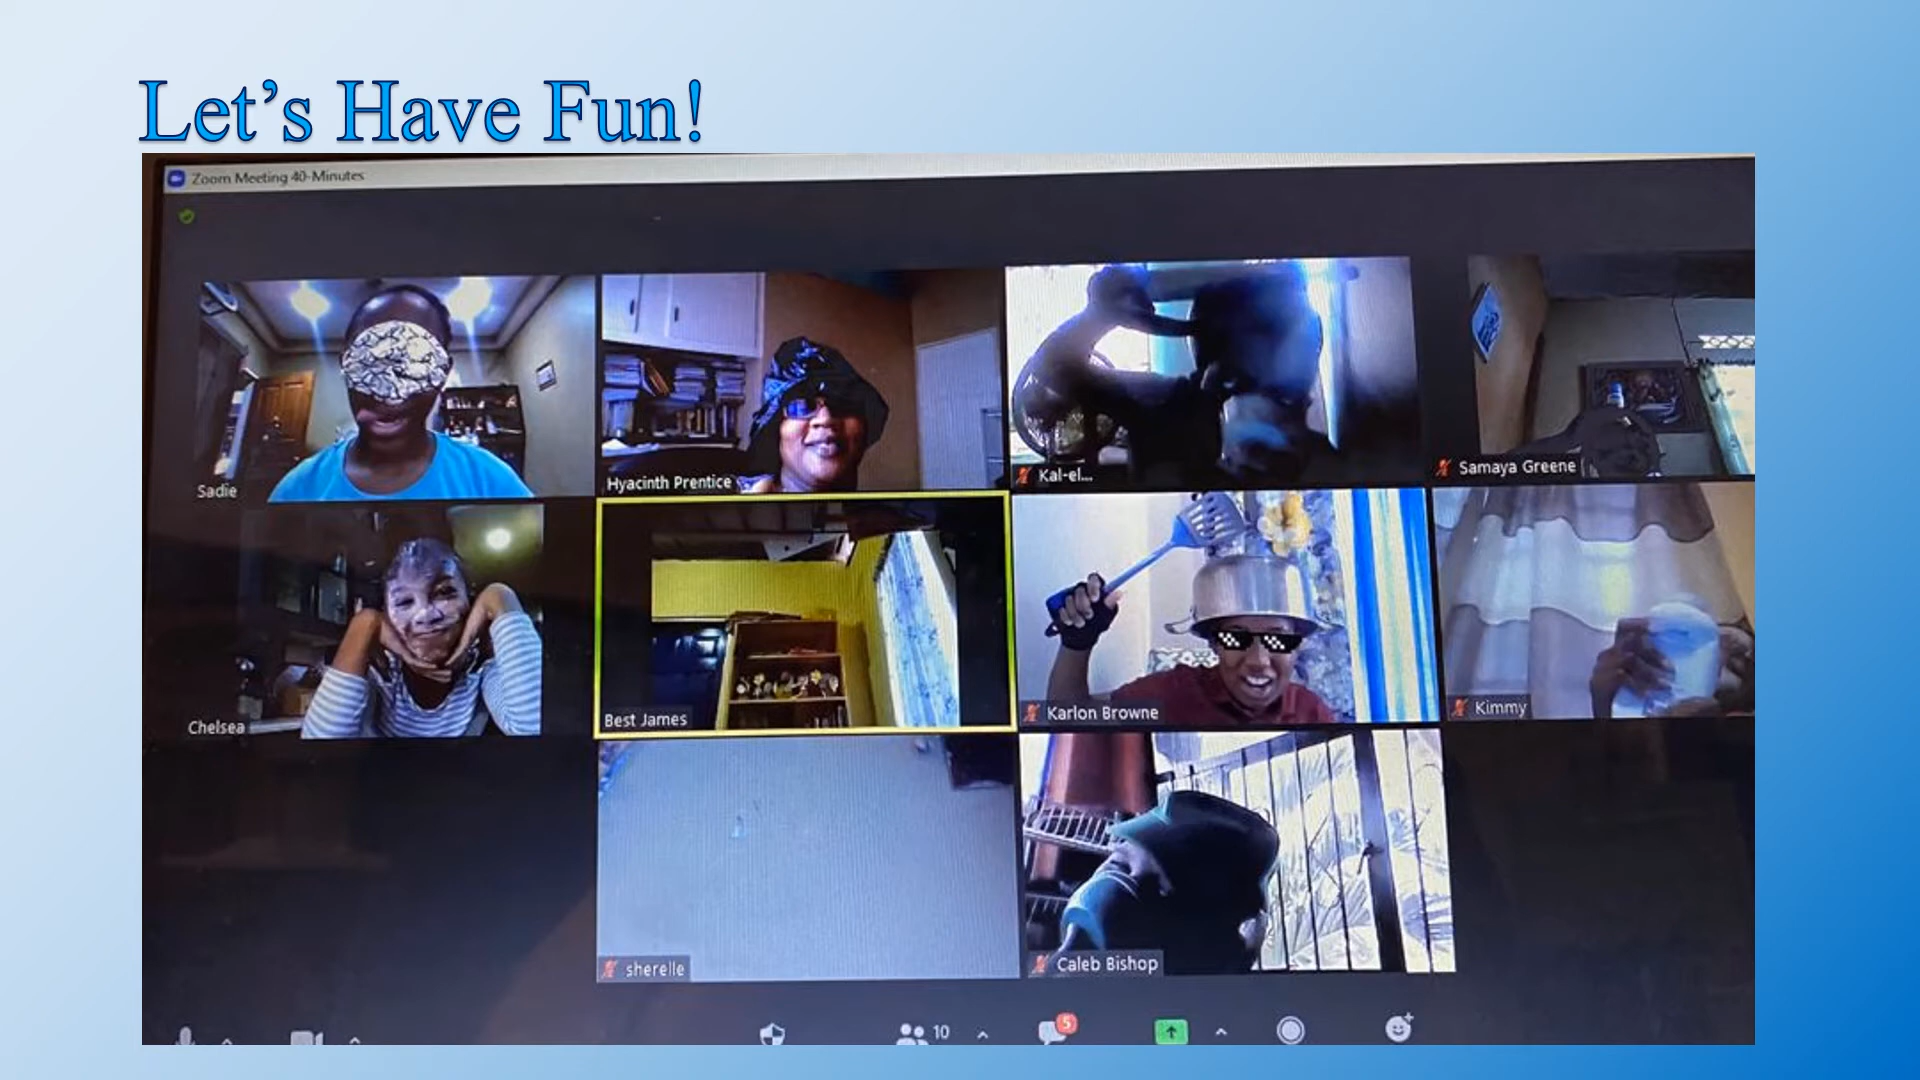 Let's Have Fun!
Zoom Meeting 40-Minutes
Sadie
Hyacinth Prentice
Kal-el...
Samaya Greene
Chelsea
Best James
Karlon Browne
Kimmy
sherelle
Caleb Bishop
10
5